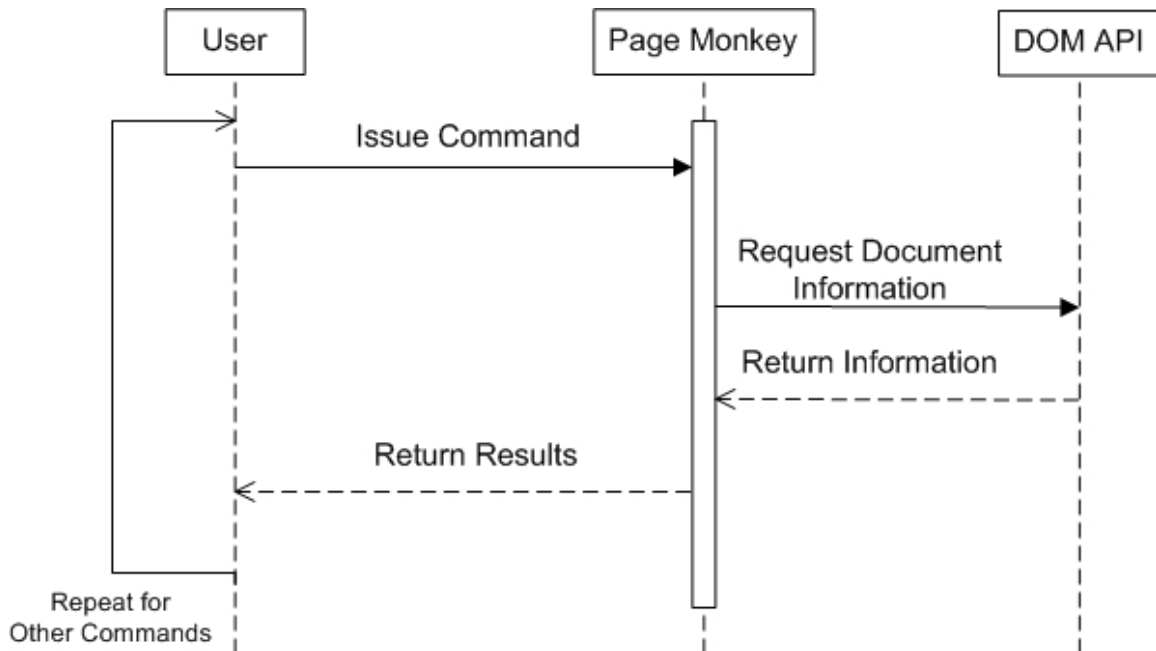 User
Page Monkey
DOM API
Issue Command
Request Document
Information
Return Information
Return Results
Repeat for
Other Commands